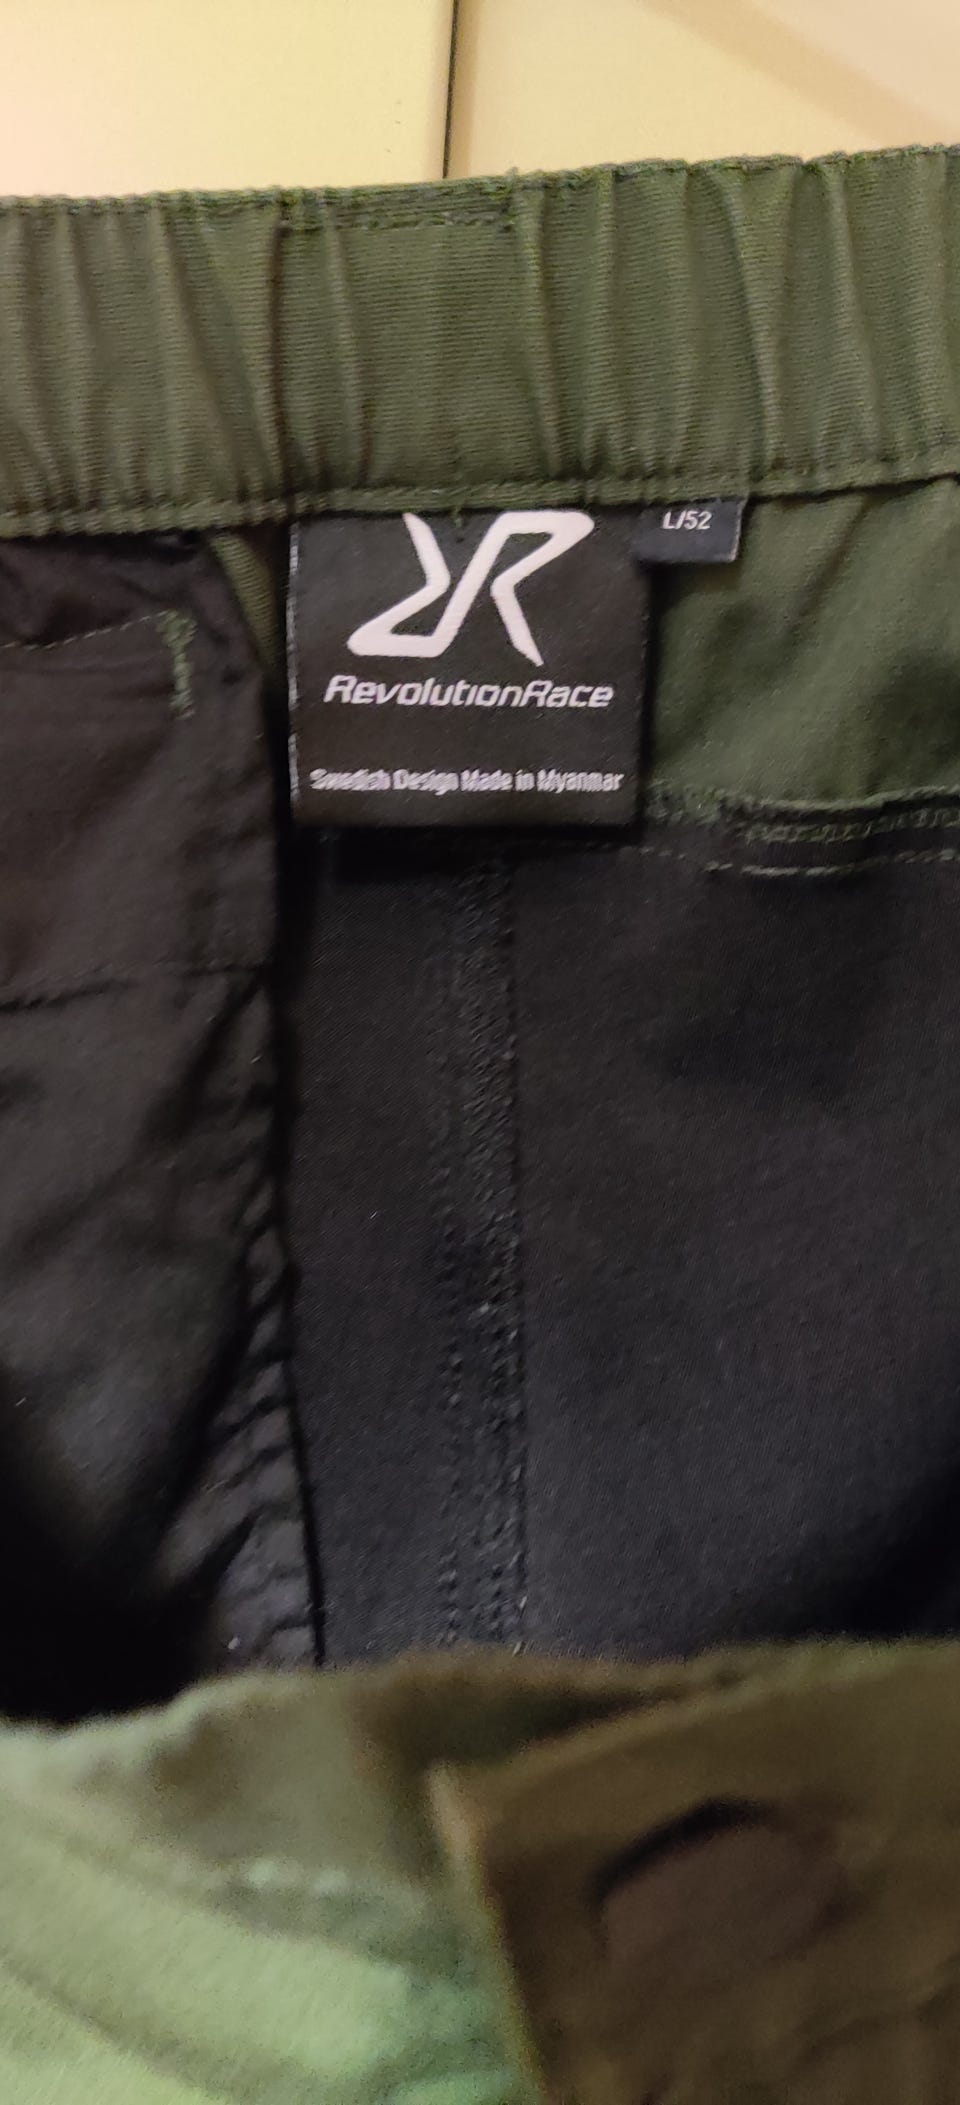 L/52
RevolutionRace
Swedish Design Made in Myanmar